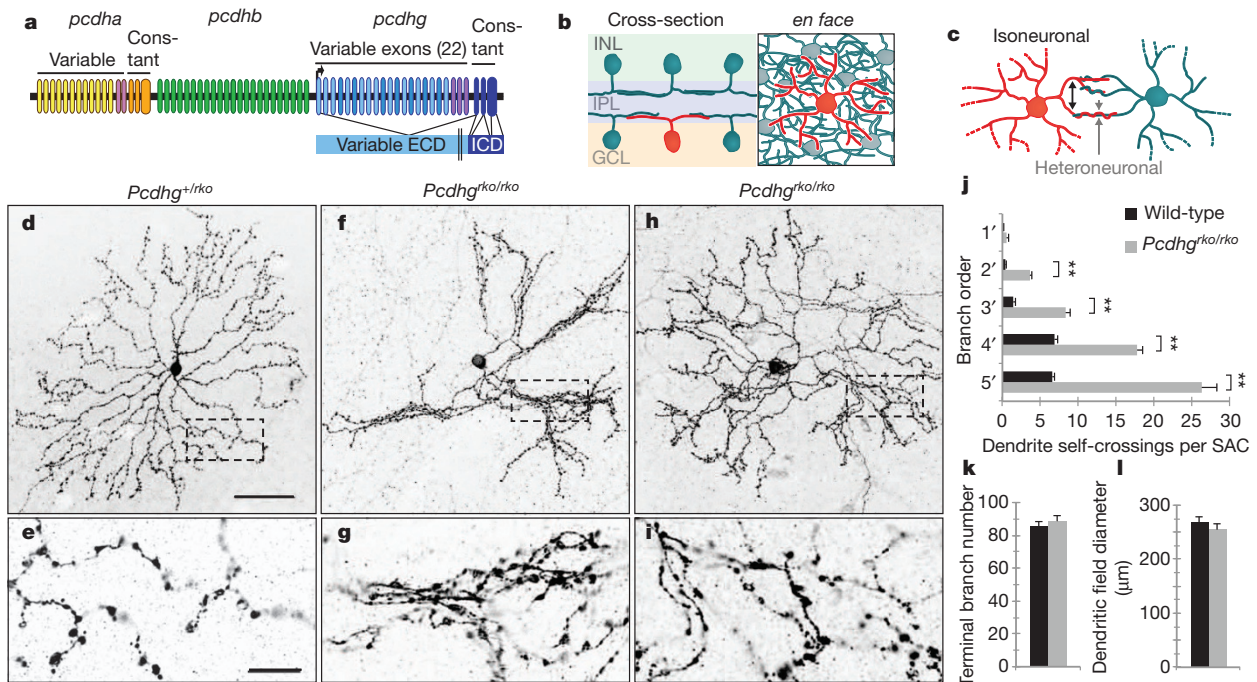 a
pcdha
pcdhb
pcdhg
Variable
Cons-
tant
Variable exons (22)
Cons-
tant
Variable ECD
ICD
b
Cross-section
en face
INL
IPL
GCL
c
Isoneuronal
Heteroneuronal
Pcdhg+/rko
Pcdhgrko/rko
Pcdhgrko/rko
d
f
h
e
g
i
j
Wild-type
Pcdhgrko/rko
Branch order
1′
2′
3′
4′
5′
**
**
**
**
0 5 10 15 20 25 30
Dendrite self-crossings per SAC
k
Terminal branch number
100
80
60
40
20
0
l
Dendritic field diameter
(μm)
300
200
100
0